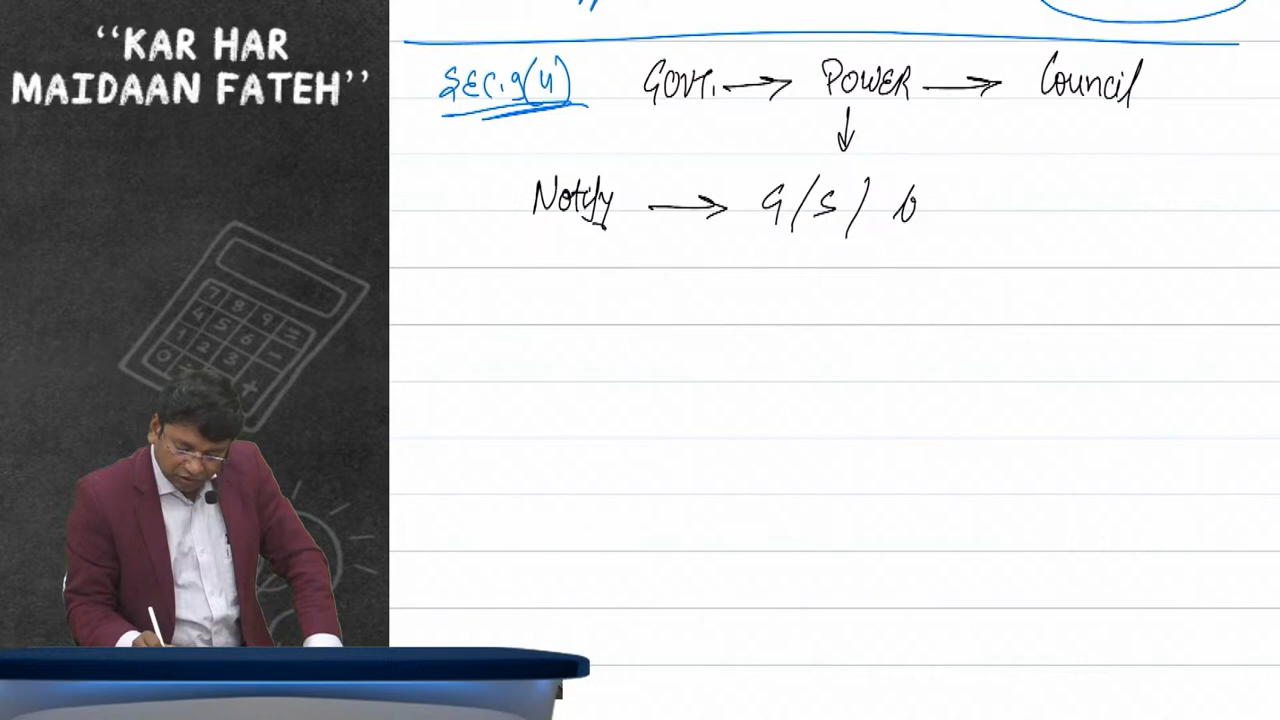 “KAR HAR
MAIDAAN FATEH”
SEC.9(4) GOVT. → POWER → Council
↓
Notify → G/S/ b